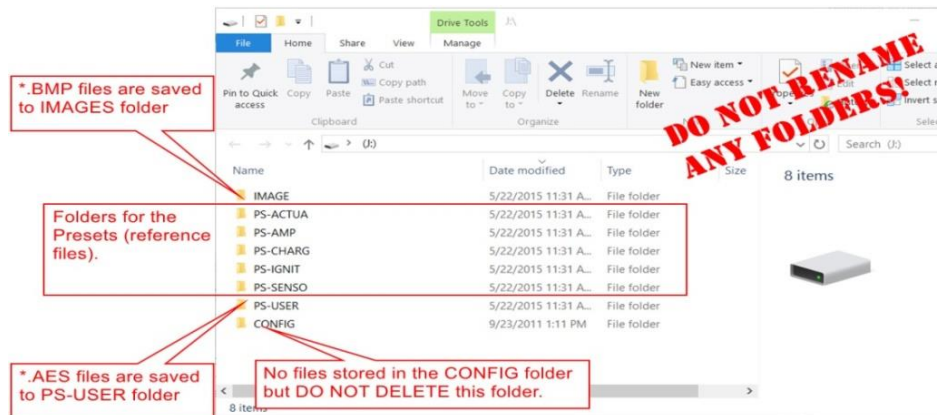 Drive Tools J:\
File Home Share View Manage
Pin to Quick access
Copy
Paste
Cut
Copy path
Paste shortcut
Move to
Copy to
Delete
Rename
New folder
New item
Easy access
Select a
Select n
Invert s
Clipboard
Organize
Selec
DO NOT RENAME
ANY FOLDERS!
(J:)
Search (J:)
Name Date modified Type Size
8 items
IMAGE 5/22/2015 11:31 A... File folder
PS-ACTUA 5/22/2015 11:31 A... File folder
PS-AMP 5/22/2015 11:31 A... File folder
PS-CHARG 5/22/2015 11:31 A... File folder
PS-IGNIT 5/22/2015 11:31 A... File folder
PS-SENSO 5/22/2015 11:31 A... File folder
PS-USER 5/22/2015 11:31 A... File folder
CONFIG 9/23/2011 1:11 PM File folder
8 items
*.BMP files are saved
to IMAGES folder
Folders for the
Presets (reference
files).
*.AES files are saved
to PS-USER folder
No files stored in the CONFIG folder
but DO NOT DELETE this folder.